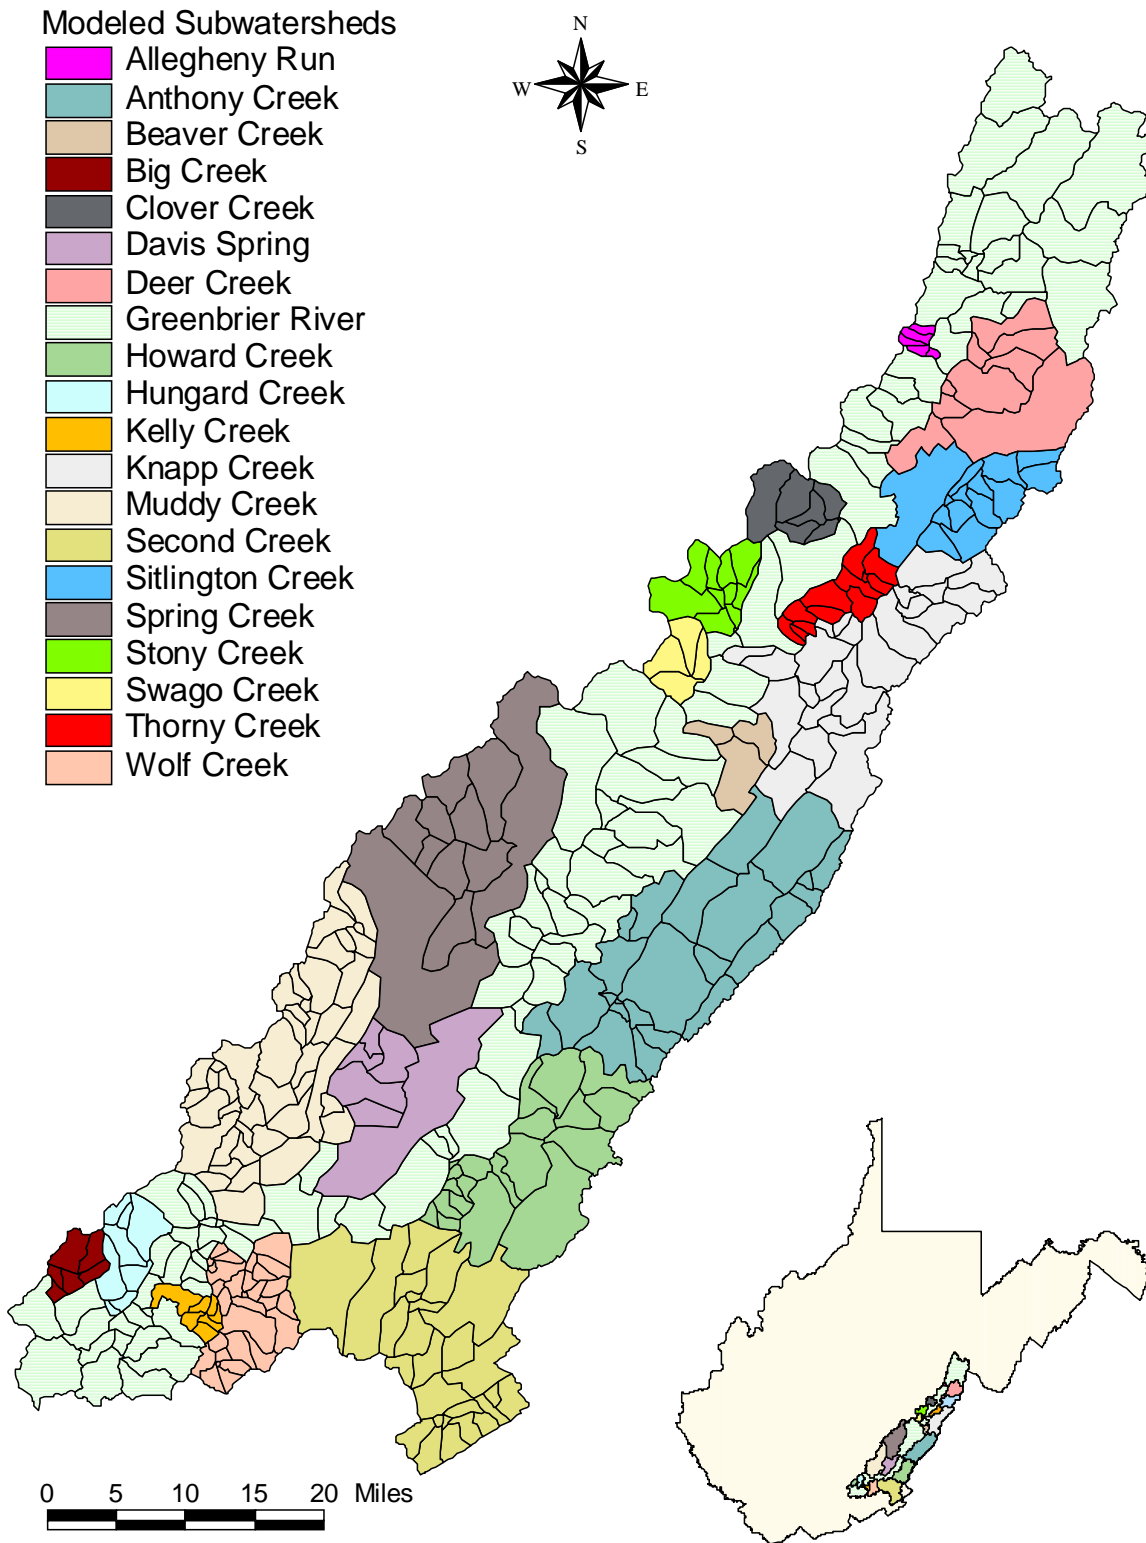 Modeled Subwatersheds
Allegheny Run
Anthony Creek
Beaver Creek
Big Creek
Clover Creek
Davis Spring
Deer Creek
Greenbrier River
Howard Creek
Hungard Creek
Kelly Creek
Knapp Creek
Muddy Creek
Second Creek
Sitlington Creek
Spring Creek
Stony Creek
Swago Creek
Thorny Creek
Wolf Creek
N
W E
S
0 5 10 15 20 Miles